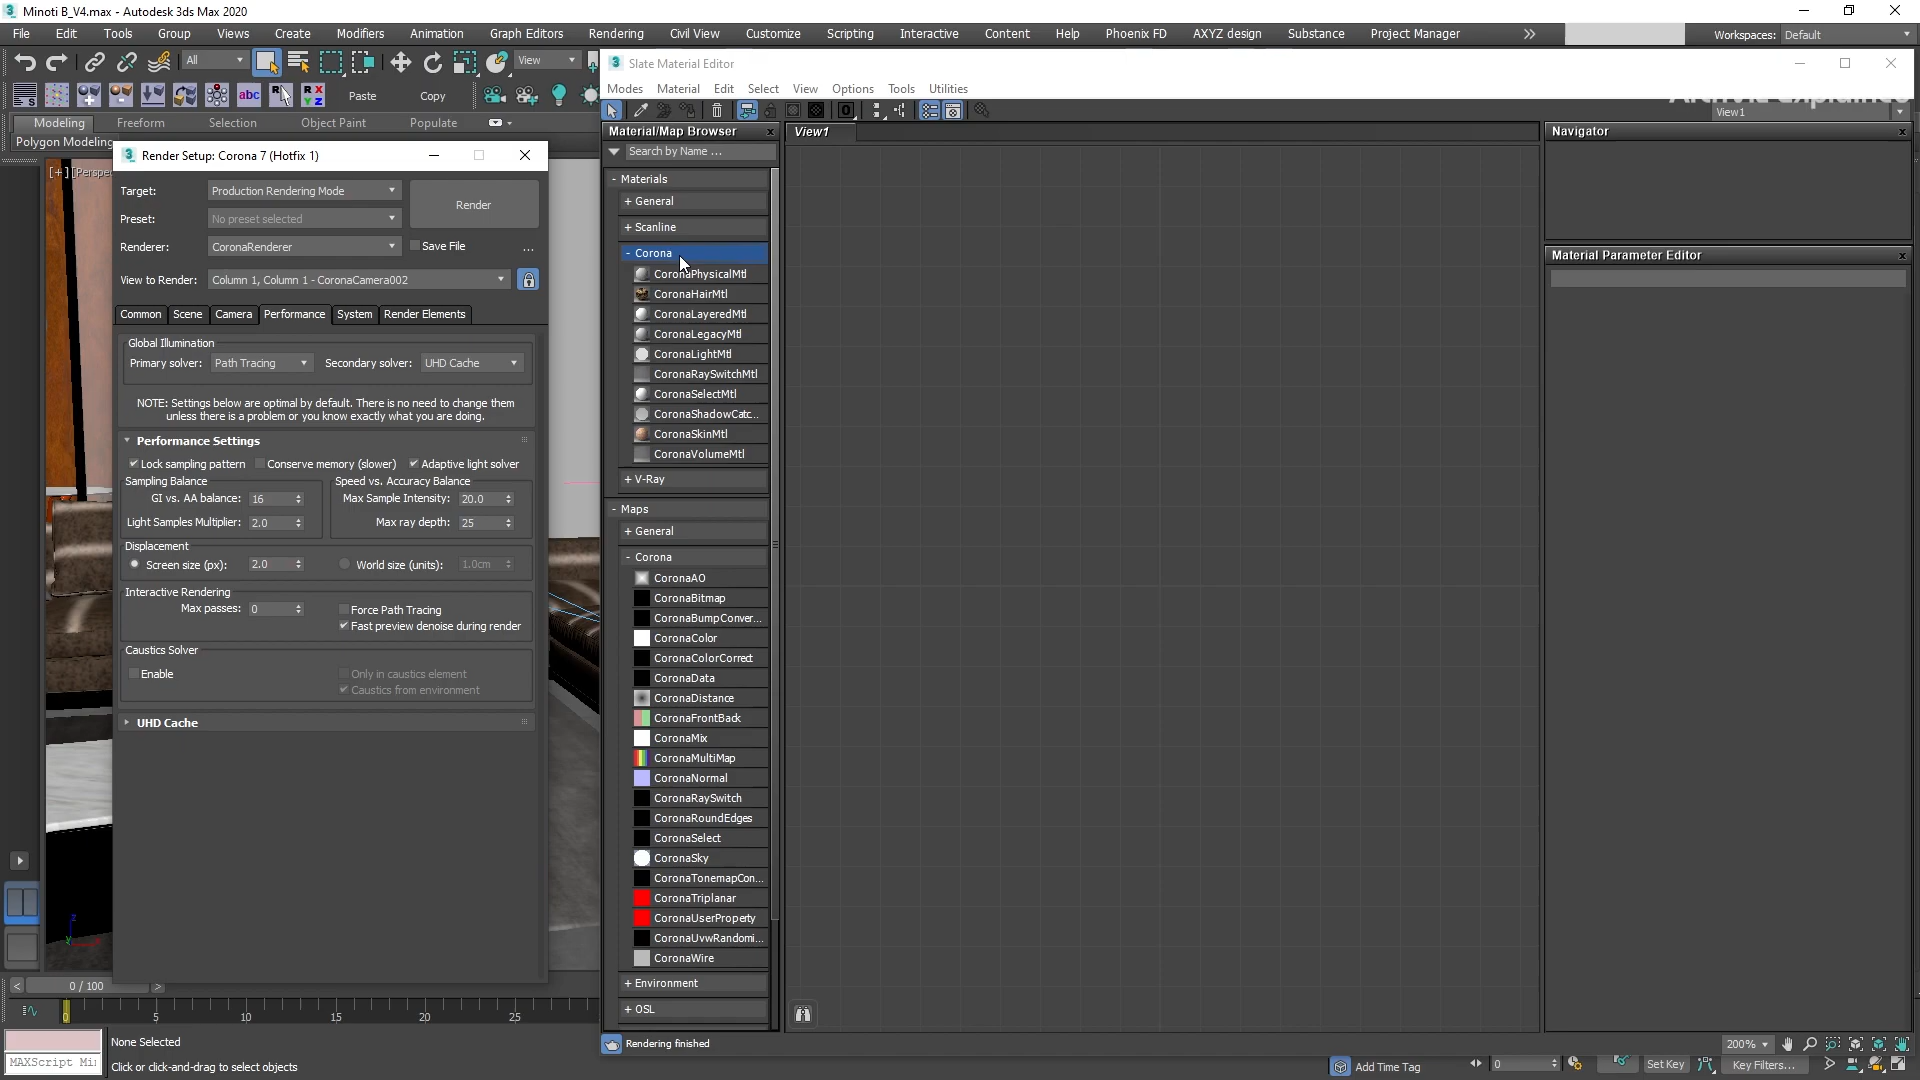 Minoti B_V4.max - Autodesk 3ds Max 2020
File Edit Tools Group Views Create Modifiers Animation Graph Editors Rendering Civil View Customize Scripting Interactive Content Help Phoenix FD AXYZ design Substance Project Manager Workspaces: Default
All View
abc Paste Copy
Modeling Freeform Selection Object Paint Populate
Polygon Modeling
[+]
Render Setup: Corona 7 (Hotfix 1)
Target: Production Rendering Mode
Render
Preset: No preset selected
Renderer: CoronaRenderer Save File ...
View to Render: Column 1, Column 1 - CoronaCamera002
Common Scene Camera Performance System Render Elements
Global Illumination
Primary solver: Path Tracing Secondary solver: UHD Cache
NOTE: Settings below are optimal by default. There is no need to change them
unless there is a problem or you know exactly what you are doing.
Performance Settings
Lock sampling pattern Conserve memory (slower) Adaptive light solver
Sampling Balance Speed vs. Accuracy Balance
GI vs. AA balance: 16 Max Sample Intensity: 20.0
Light Samples Multiplier: 2.0 Max ray depth: 25
Displacement
Screen size (px): 2.0 World size (units): 1.0cm
Interactive Rendering
Max passes: 0 Force Path Tracing
Fast preview denoise during render
Caustics Solver
Enable Only in caustics element
Caustics from environment
UHD Cache
Slate Material Editor
Modes Material Edit Select View Options Tools Utilities
View1
Material/Map Browser
View1
Navigator
Search by Name ...
- Materials
+ General
+ Scanline
- Corona
CoronaPhysicalMtl
CoronaHairMtl
CoronaLayeredMtl
CoronaLegacyMtl
CoronaLightMtl
CoronaRaySwitchMtl
CoronaSelectMtl
CoronaShadowCatc...
CoronaSkinMtl
CoronaVolumeMtl
+ V-Ray
- Maps
+ General
- Corona
CoronaAO
CoronaBitmap
CoronaBumpConver...
CoronaColor
CoronaColorCorrect
CoronaData
CoronaDistance
CoronaFrontBack
CoronaMix
CoronaMultiMap
CoronaNormal
CoronaRaySwitch
CoronaRoundEdges
CoronaSelect
CoronaSky
CoronaTonemapCon...
CoronaTriplanar
CoronaUserProperty
CoronaUvwRandomi...
CoronaWire
+ Environment
+ OSL
Material Parameter Editor
Rendering finished
200%
0 / 100
0 5 10 15 20 25
None Selected
MAXScript Mi
Click or click-and-drag to select objects
Add Time Tag
0
Set Key
Key Filters...